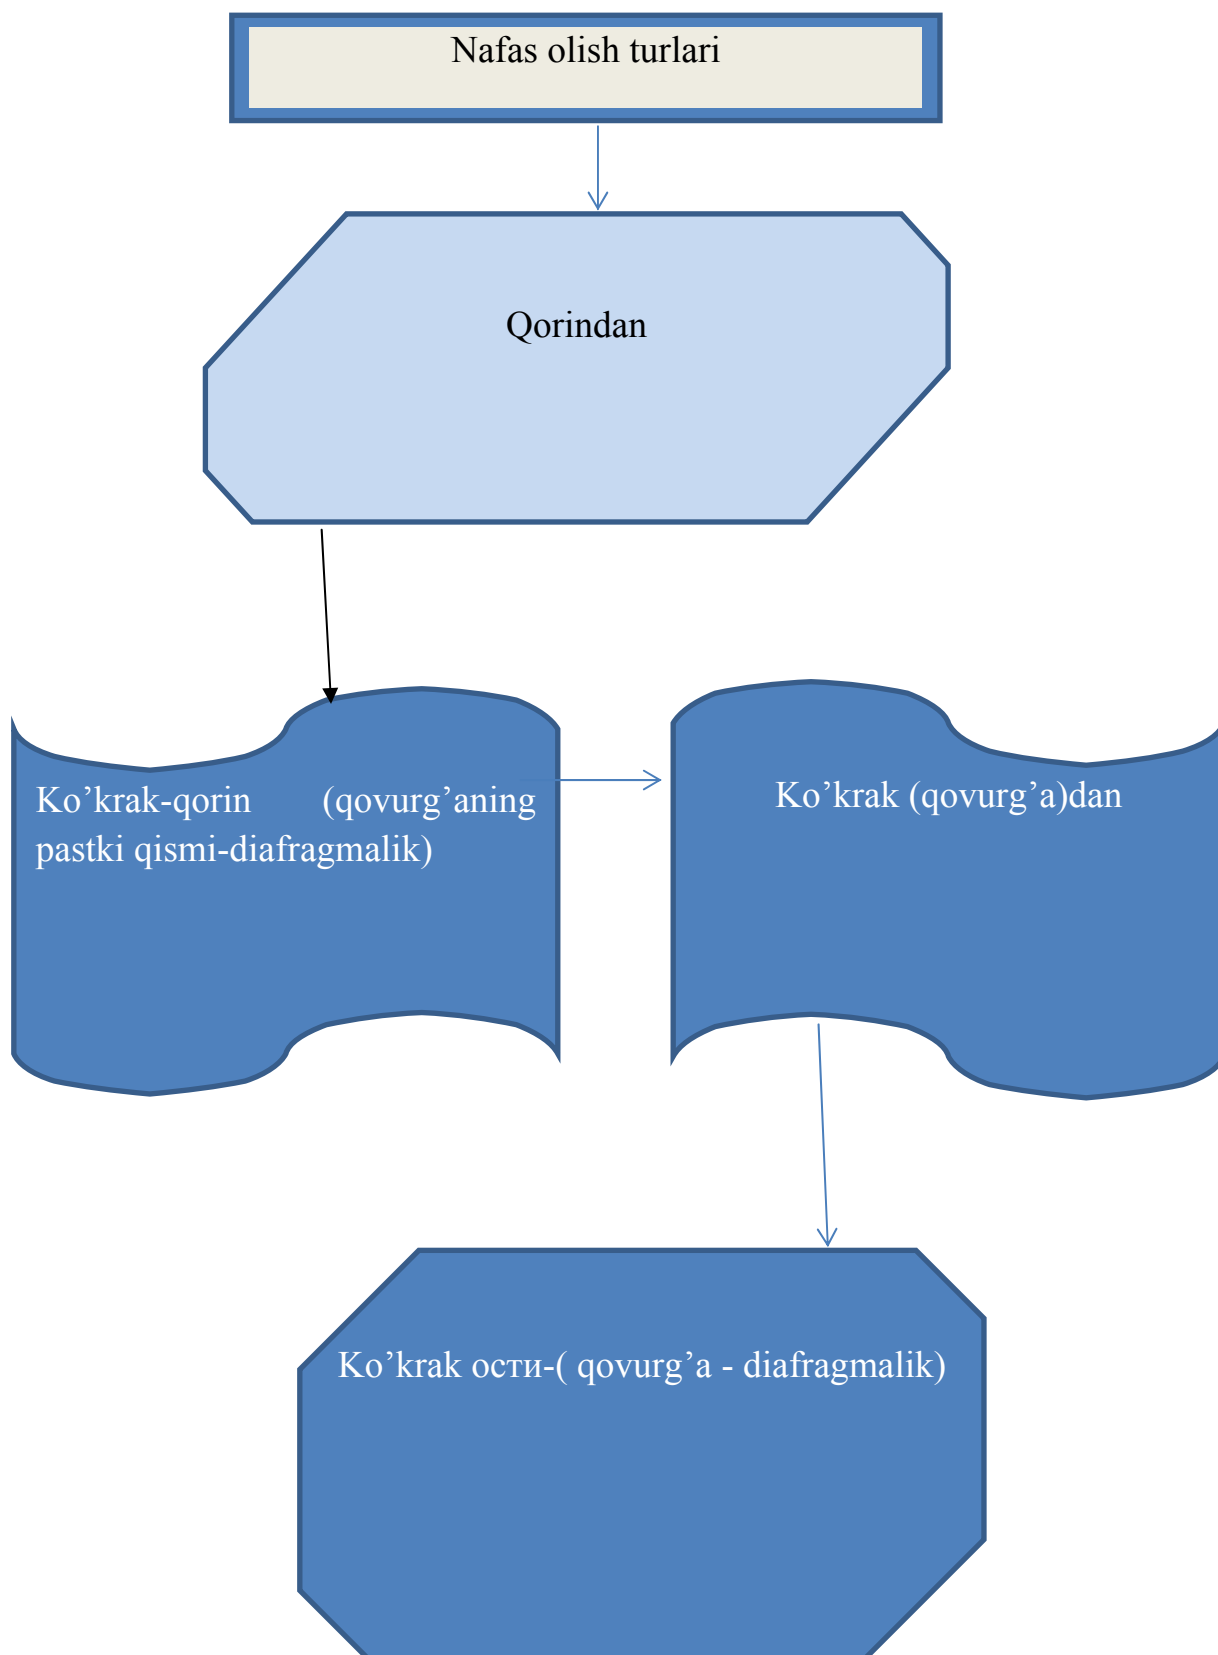 Nafas olish turlari
Qorindan
Ko’krak-qorin (qovurg’aning
pastki qismi-diafragmalik)
Ko’krak (qovurg’a)dan
Ko’krak ости-( qovurg’a - diafragmalik)